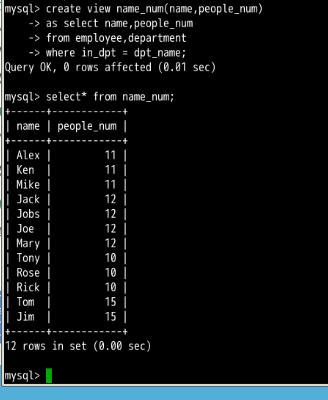 mysql> create view name_num(name,people_num)
    -> as select name,people_num
    -> from employee,department
    -> where in_dpt = dpt_name;
Query OK, 0 rows affected (0.01 sec)

mysql> select* from name_num;
+------+------------+
| name | people_num |
+------+------------+
| Alex |         11 |
| Ken  |         11 |
| Mike |         11 |
| Jack |         12 |
| Jobs |         12 |
| Joe  |         12 |
| Mary |         12 |
| Tony |         10 |
| Rose |         10 |
| Rick |         10 |
| Tom  |         15 |
| Jim  |         15 |
+------+------------+
12 rows in set (0.00 sec)

mysql>